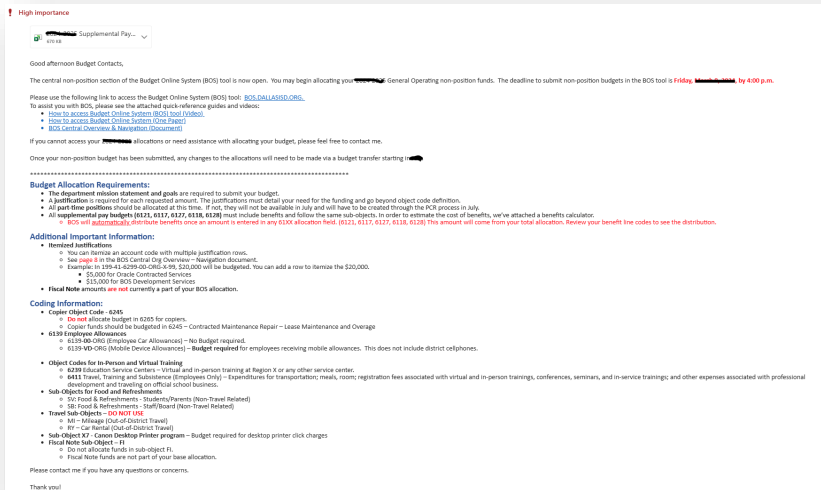 High importance
Supplemental Pay...
670 KB
Good afternoon Budget Contacts,
The central non-position section of the Budget Online System (BOS) tool is now open. You may begin allocating your General Operating non-position funds. The deadline to submit non-position budgets in the BOS tool is Friday, by 4:00 p.m.
Please use the following link to access the Budget Online System (BOS) tool: BOS.DALLASISD.ORG.
To assist you with BOS, please see the attached quick-reference guides and videos:
• How to access Budget Online System (BOS) tool (Video)
• How to access Budget Online System (One Pager)
• BOS Central Overview & Navigation (Document)
If you cannot access your allocations or need assistance with allocating your budget, please feel free to contact me.
Once your non-position budget has been submitted, any changes to the allocations will need to be made via a budget transfer starting in
Budget Allocation Requirements:
• The department mission statement and goals are required to submit your budget.
• A justification is required for each requested amount. The justifications must detail your need for the funding and go beyond object code definition.
• All part-time positions should be allocated at this time. If not, they will not be available in July and will have to be created through the PCR process in July.
• All supplemental pay budgets (6121, 6117, 6127, 6118, 6128) must include benefits and follow the same sub-objects. In order to estimate the cost of benefits, we've attached a benefits calculator.
o BOS will automatically distribute benefits once an amount is entered in any 61XX allocation field. (6121, 6117, 6127, 6118, 6128) This amount will come from your total allocation. Review your benefit line codes to see the distribution.
Additional Important Information:
• Itemized Justifications
o You can itemize an account code with multiple justification rows.
o See page 8 in the BOS Central Org Overview – Navigation document.
o Example: In 199-41-6299-00-ORG-X-99, $20,000 will be budgeted. You can add a row to itemize the $20,000.
▪ $5,000 for Oracle Contracted Services
▪ $15,000 for BOS Development Services
• Fiscal Note amounts are not currently a part of your BOS allocation.
Coding Information:
• Copier Object Code - 6245
o Do not allocate budget in 6265 for copiers.
o Copier funds should be budgeted in 6245 – Contracted Maintenance Repair – Lease Maintenance and Overage
• 6139 Employee Allowances
o 6139-00-ORG (Employee Car Allowances) – No Budget required.
o 6139-VD-ORG (Mobile Device Allowances) – Budget required for employees receiving mobile allowances. This does not include district cellphones.
• Object Codes for In-Person and Virtual Training
o 6239 Education Service Centers – Virtual and in-person training at Region X or any other service center.
o 6411 Travel, Training and Subsistence (Employees Only) – Expenditures for transportation; meals, room; registration fees associated with virtual and in-person trainings, conferences, seminars, and in-service trainings; and other expenses associated with professional
development and traveling on official school business.
• Sub-Objects for Food and Refreshments
o SV: Food & Refreshments - Students/Parents (Non-Travel Related)
o SB: Food & Refreshments - Staff/Board (Non-Travel Related)
• Travel Sub-Objects – DO NOT USE
o MI – Mileage (Out-of-District Travel)
o RY – Car Rental (Out-of-District Travel)
• Sub-Object X7 - Canon Desktop Printer program – Budget required for desktop printer click charges
• Fiscal Note Sub-Object – FI
o Do not allocate funds in sub-object FI.
o Fiscal Note funds are not part of your base allocation.
Please contact me if you have any questions or concerns.
Thank you!